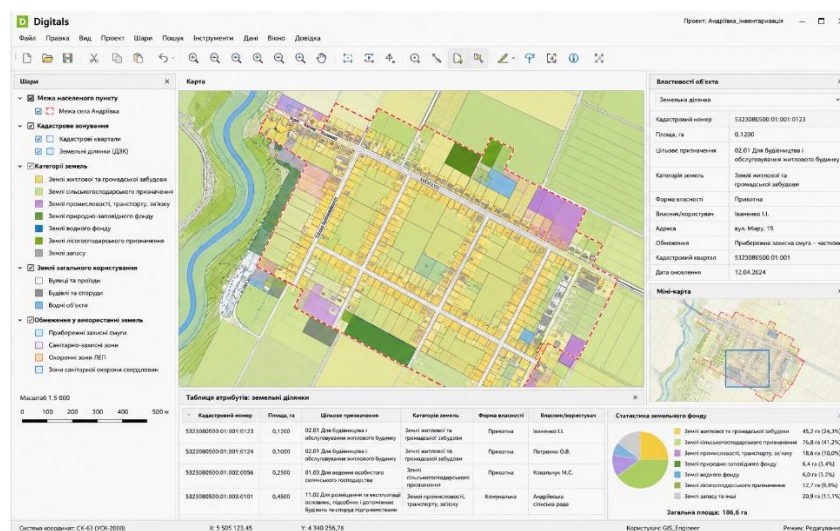 Digitals
Проект: Андріївка_інвентаризація
Файл Правка Вид Проект Шари Пошук Інструменти Дані Вікно Довідка
Шари
Межа населеного пункту
Межа села Андріївка
Кадастрове зонування
Кадастрові квартали
Земельні ділянки (ДЗК)
Категорії земель
Землі житлової та громадської забудови
Землі сільськогосподарського призначення
Землі промисловості, транспорту, зв'язку
Землі природно-заповідного фонду
Землі водного фонду
Землі лісогосподарського призначення
Землі запасу
Землі загального користування
Вулиці та проїзди
Будівлі та споруди
Водні об'єкти
Обмеження у використанні земель
Прибережні захисні смуги
Санітарно-захисні зони
Охоронні зони ЛЕП
Зони санітарної охорони свердловин
Масштаб 1:5 000
0 100 200 300 400 500 м
Карта
Таблиця атрибутів: земельні ділянки
Кадастровий номер Площа, га Цільове призначення Категорія земель Форма власності Власник/користувач
5323080500:01:001:0123 0,1200 02.01 Для будівництва і обслуговування житлового будинку Землі житлової та громадської забудови Приватна Іваненко І.І.
5323080500:01:001:0124 0,1000 02.01 Для будівництва і обслуговування житлового будинку Землі житлової та громадської забудови Приватна Петренко О.В.
5323080500:01:002:0056 0,2500 01.03 Для ведення особистого селянського господарства Землі сільськогосподарського призначення Приватна Ковальчук М.С.
5323080500:01:003:0101 0,4500 11.02 Для розміщення та експлуатації основних, підсобних і допоміжних будівель та споруд підприємствами Землі промисловості, транспорту, зв'язку Комунальна Андріївська сільська рада
Властивості об'єкта
Земельна ділянка
Кадастровий номер 5323080500:01:001:0123
Площа, га 0,1200
Цільове призначення 02.01 Для будівництва і
обслуговування житлового будинку
Категорія земель Землі житлової та
громадської забудови
Форма власності Приватна
Власник/користувач Іваненко І.І.
Адреса вул. Миру, 15
Обмеження Прибережна захисна смуга – частково
Кадастровий квартал 5323080500:01:001
Дата оновлення 12.04.2024
Міні-карта
Статистика земельного фонду
Землі житлової та громадської забудови 45,2 га (24,3%)
Землі сільськогосподарського призначення 76,8 га (41,2%)
Землі промисловості, транспорту, зв'язку 18,6 га (10,0%)
Землі природно-заповідного фонду 6,4 га (3,4%)
Землі водного фонду 6,0 га (3,2%)
Землі лісогосподарського призначення 12,7 га (6,8%)
Землі запасу та інші 20,9 га (11,1%)
Загальна площа: 186,6 га
Система координат: СК-63 (УСК-2000) X: 5 505 123,45 Y: 4 340 256,78 Користувач: GIS_Engineer Режим: Редагування